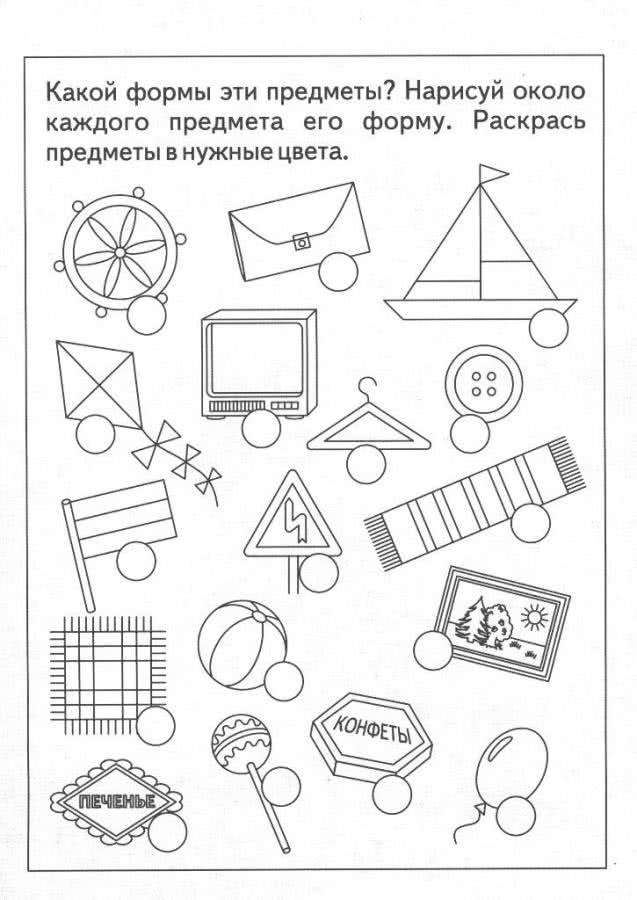 Какой формы эти предметы? Нарисуй около
каждого предмета его форму. Раскрась
предметы в нужные цвета.
КОНФЕТЫ
ПЕЧЕНЬЕ